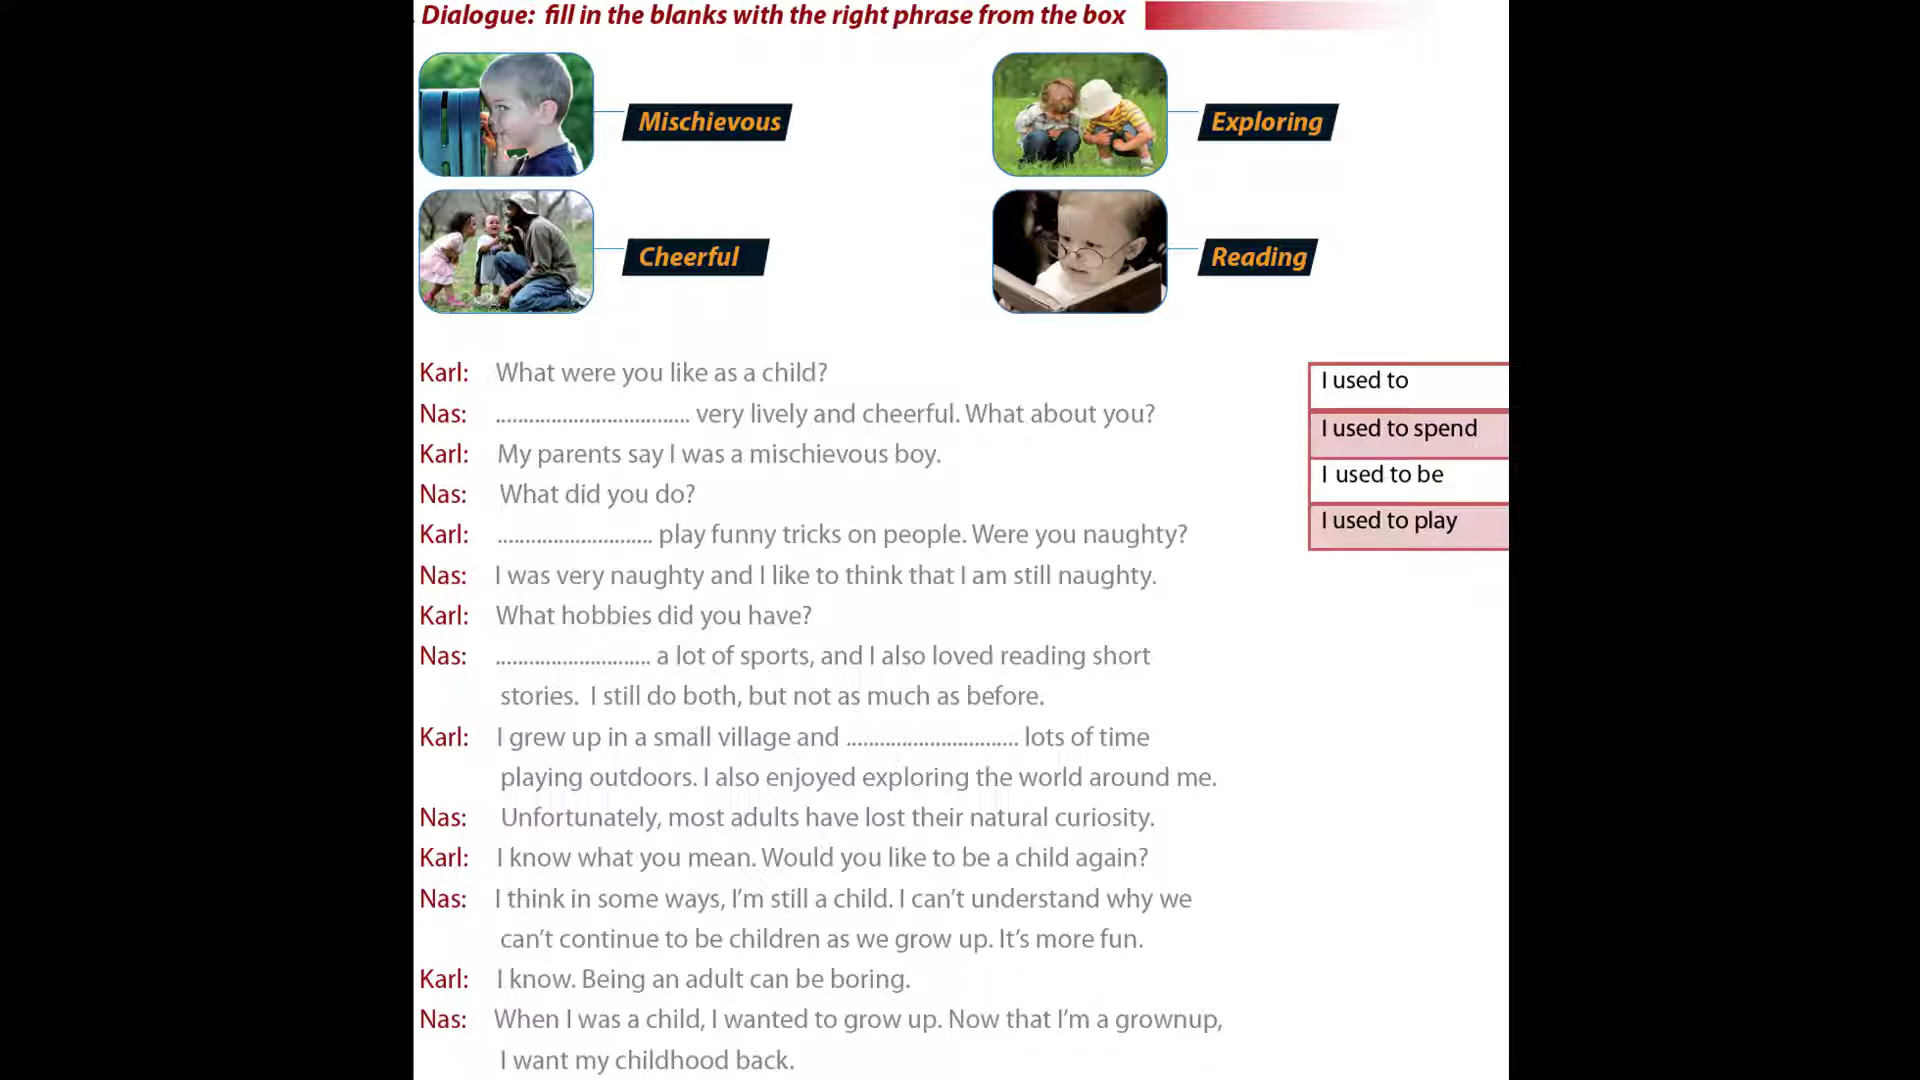 Dialogue: fill in the blanks with the right phrase from the box
Mischievous
Exploring
Cheerful
Reading
Karl: What were you like as a child?
Nas: ................................... very lively and cheerful. What about you?
Karl: My parents say I was a mischievous boy.
Nas: What did you do?
Karl: ............................ play funny tricks on people. Were you naughty?
Nas: I was very naughty and I like to think that I am still naughty.
Karl: What hobbies did you have?
Nas: ............................ a lot of sports, and I also loved reading short
stories. I still do both, but not as much as before.
Karl: I grew up in a small village and ............................... lots of time
playing outdoors. I also enjoyed exploring the world around me.
Nas: Unfortunately, most adults have lost their natural curiosity.
Karl: I know what you mean. Would you like to be a child again?
Nas: I think in some ways, I'm still a child. I can't understand why we
can't continue to be children as we grow up. It's more fun.
Karl: I know. Being an adult can be boring.
Nas: When I was a child, I wanted to grow up. Now that I'm a grownup,
I want my childhood back.
I used to
I used to spend
I used to be
I used to play